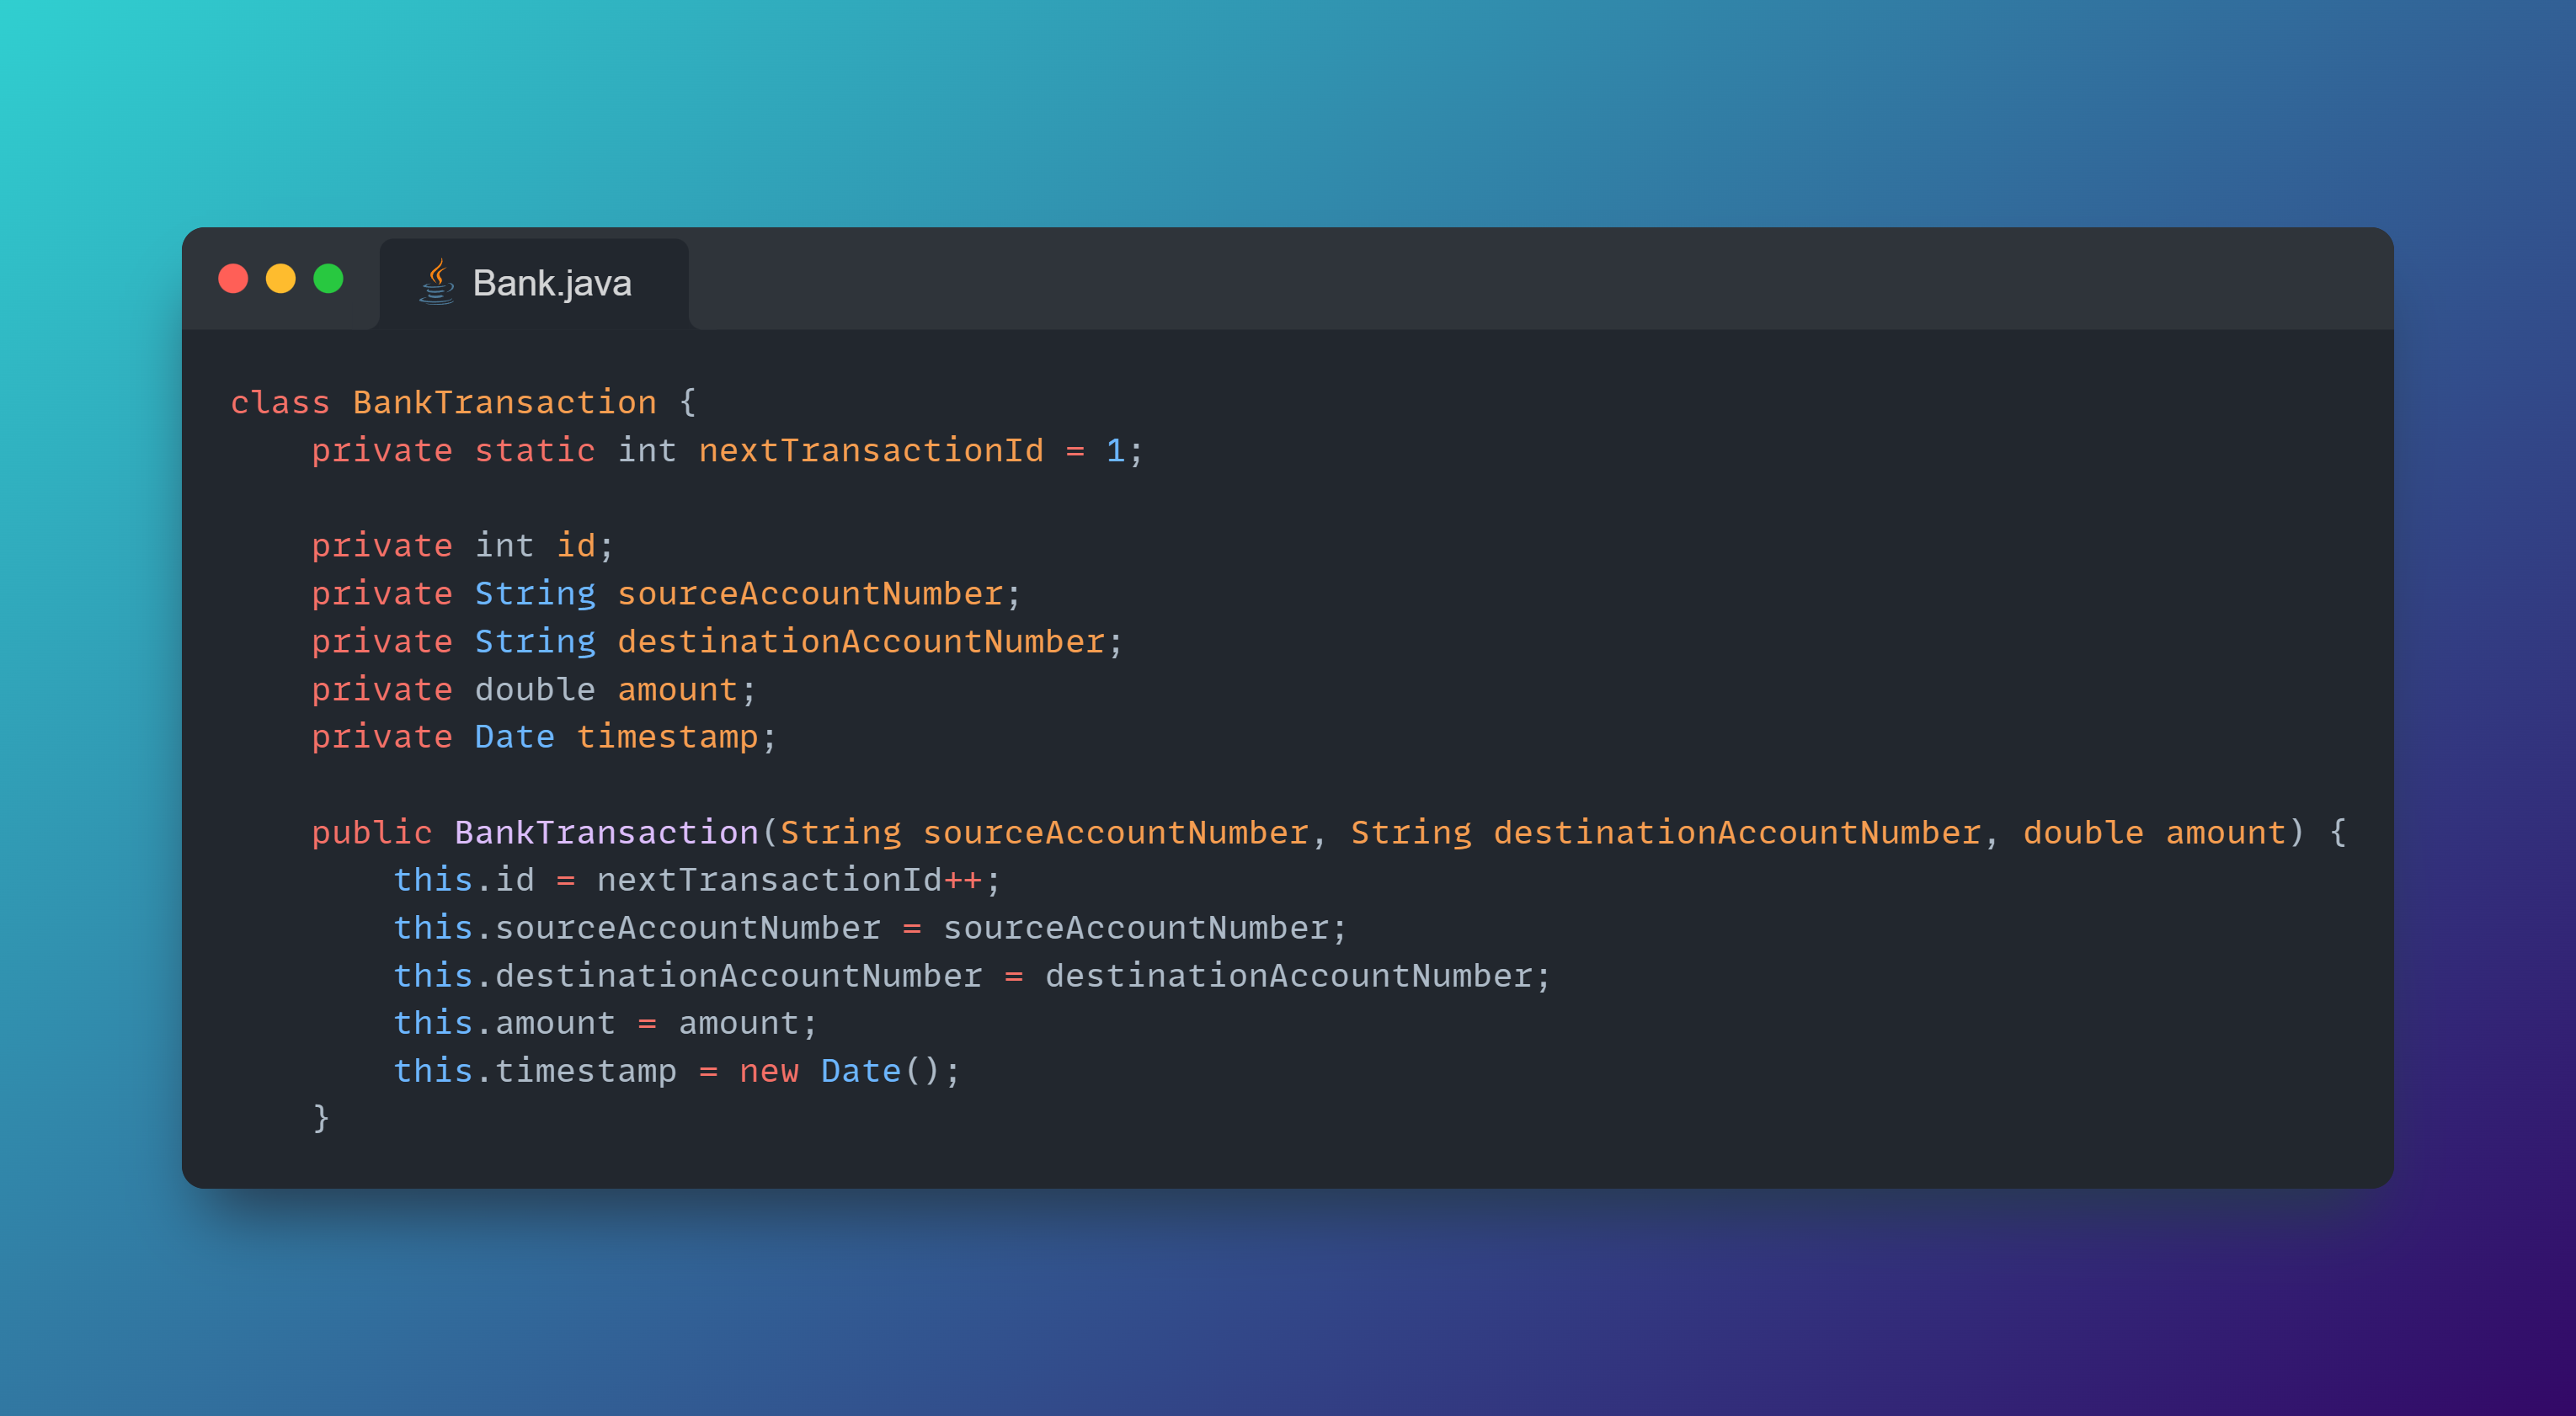 Bank.java
class BankTransaction {
    private static int nextTransactionId = 1;

    private int id;
    private String sourceAccountNumber;
    private String destinationAccountNumber;
    private double amount;
    private Date timestamp;

    public BankTransaction(String sourceAccountNumber, String destinationAccountNumber, double amount) {
        this.id = nextTransactionId++;
        this.sourceAccountNumber = sourceAccountNumber;
        this.destinationAccountNumber = destinationAccountNumber;
        this.amount = amount;
        this.timestamp = new Date();
    }